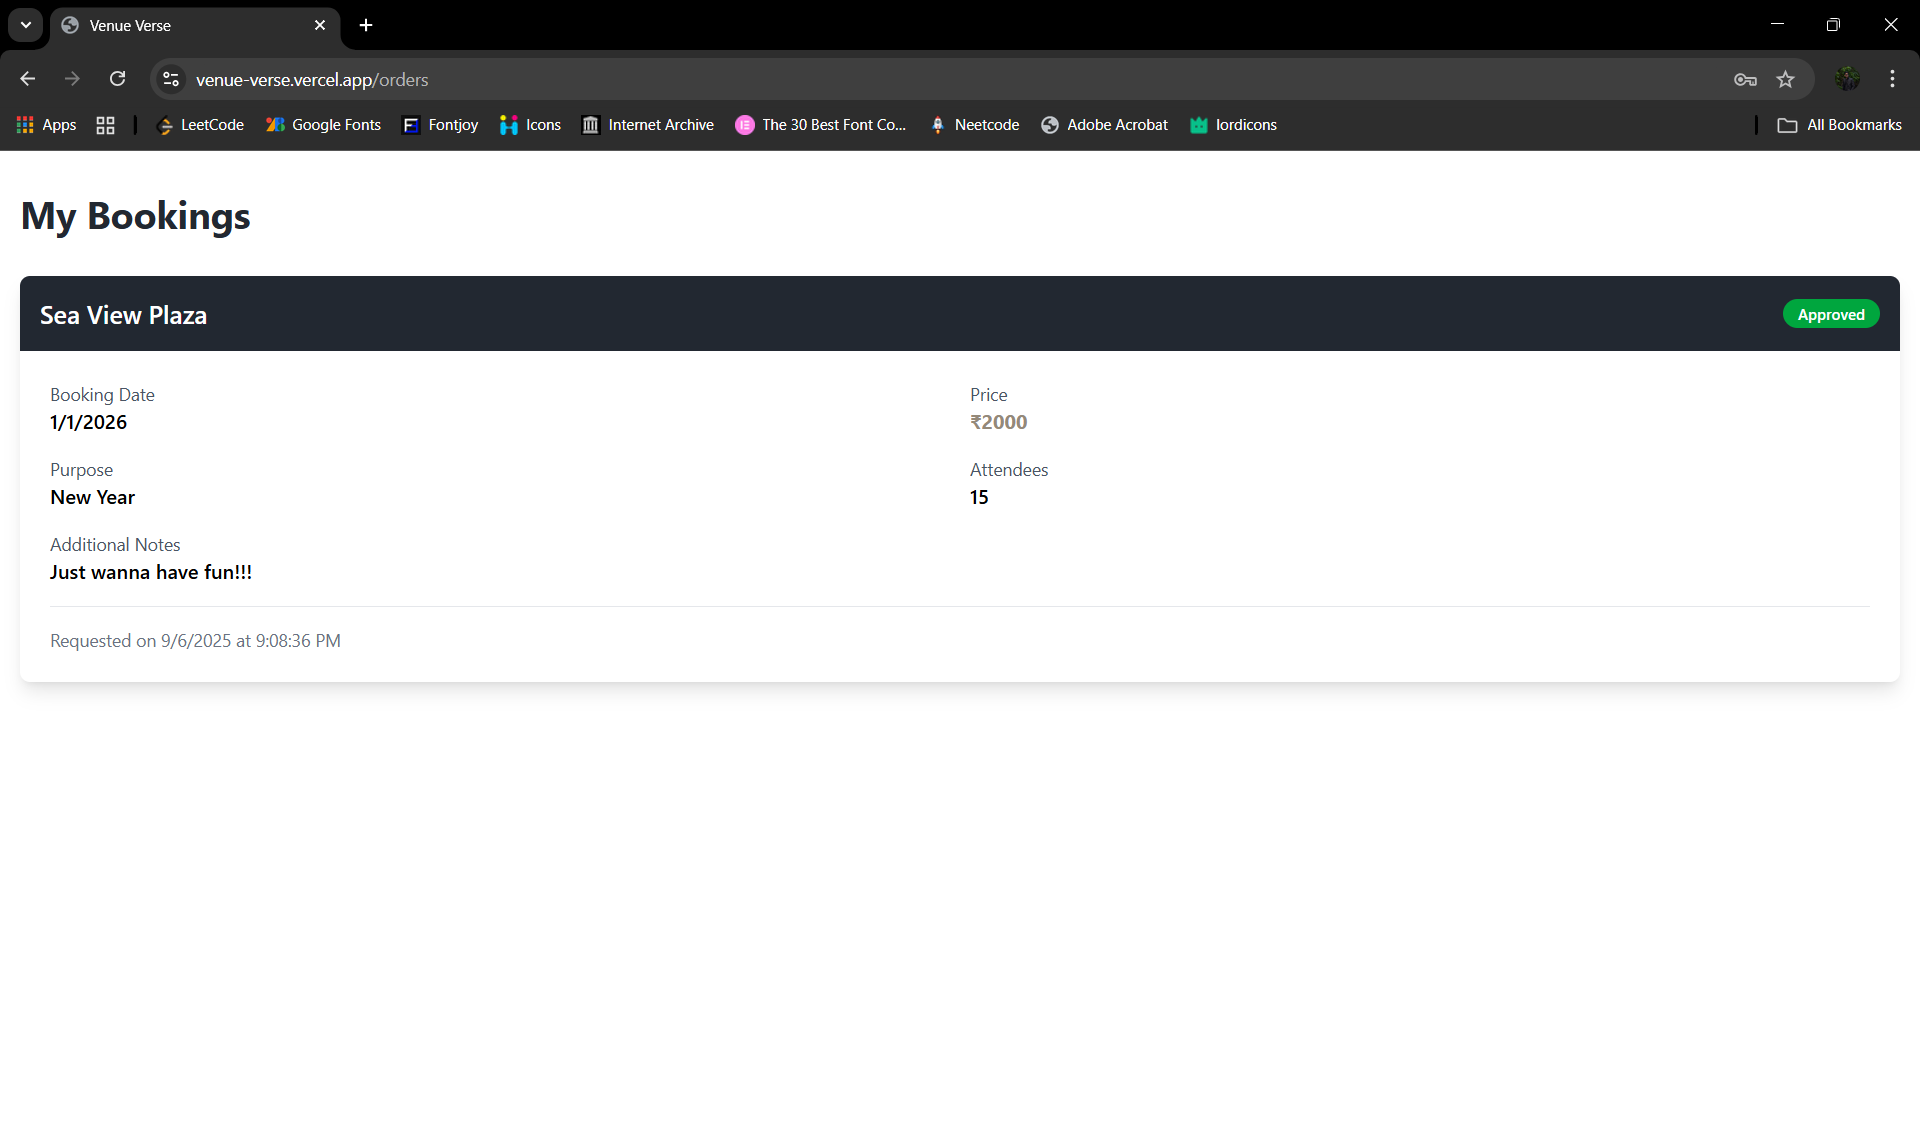 Venue Verse
venue-verse.vercel.app/orders
Apps LeetCode Google Fonts Fontjoy Icons Internet Archive The 30 Best Font Co... Neetcode Adobe Acrobat lordicons All Bookmarks
My Bookings
Sea View Plaza Approved
Booking Date Price
1/1/2026 ₹2000
Purpose Attendees
New Year 15
Additional Notes
Just wanna have fun!!!
Requested on 9/6/2025 at 9:08:36 PM